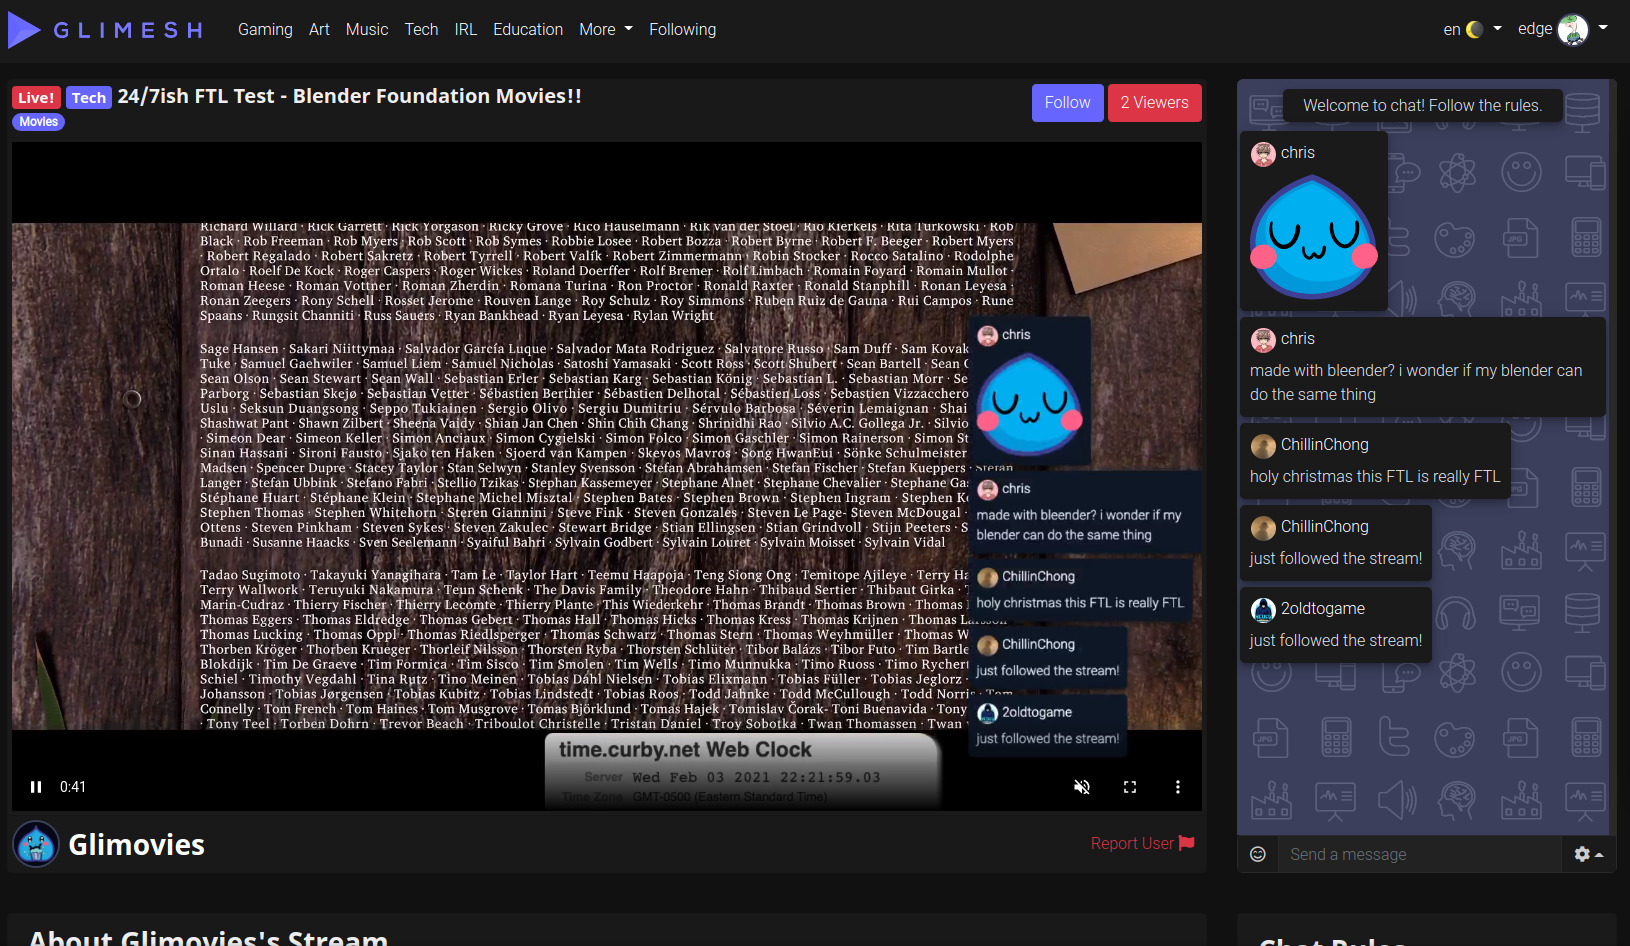 GLIMESH Gaming Art Music Tech IRL Education More Following en edge
Live! Tech 24/7ish FTL Test - Blender Foundation Movies!!
Movies
Follow 2 Viewers
Richard Willard · Rick Garrett · Rick Yorgason · Ricky Grove · Rico Hauselmann · Rik van der Stoel · Rio Kierkels · Rita Turkowski · Rob
Black · Rob Freeman · Rob Myers · Rob Scott · Rob Symes · Robbie Losee · Robert Bozza · Robert Byrne · Robert F. Beeger · Robert Myers
· Robert Regalado · Robert Sakretz · Robert Tyrrell · Robert Valík · Robert Zimmermann · Robin Stocker · Rocco Satalino · Rodolphe
Ortalo · Roelf De Kock · Roger Caspers · Roger Wickes · Roland Doerffer · Rolf Bremer · Rolf Limbach · Romain Foyard · Romain Mullot ·
Roman Heese · Roman Vottner · Roman Zherdin · Romana Turina · Ron Proctor · Ronald Raxter · Ronald Stanphill · Ronan Leyesa ·
Ronan Zeegers · Rony Schell · Rosset Jerome · Rouven Lange · Roy Schulz · Roy Simmons · Ruben Ruiz de Gauna · Rui Campos · Rune
Spaans · Rungsit Channiti · Russ Sauers · Ryan Bankhead · Ryan Leyesa · Rylan Wright
Sage Hansen · Sakari Niittymaa · Salvador García Luque · Salvador Mata Rodriguez · Salvatore Russo · Sam Duff · Sam Kovak
Tuke · Samuel Gaehwiler · Samuel Liem · Samuel Nicholas · Satoshi Yamasaki · Scott Ross · Scott Shubert · Sean Bartell · Sean
Sean Olson · Sean Stewart · Sean Wall · Sebastian Erler · Sebastian Karg · Sebastian König · Sebastian L. · Sebastian Morr · Se
Parborg · Sebastian Skejø · Sebastian Vetter · Sébastien Berthier · Sébastien Delhotal · Sébastien Loss · Sebastien Vizzacchero
Uslu · Seksun Duangsong · Seppo Tukiainen · Sergio Olivo · Sergiu Dumitriu · Sérvulo Barbosa · Séverin Lemaignan · Shai
Shashwat Pant · Shawn Zilbert · Sheena Vaidy · Shian Jan Chen · Shin Chih Chang · Shrinidhi Rao · Silvio A.C. Gollega Jr. · Silvio
· Simeon Dear · Simeon Keller · Simon Anciaux · Simon Cygielski · Simon Folco · Simon Gaschler · Simon Rainerson · Simon St
Sinan Hassani · Sironi Fausto · Sjako ten Haken · Sjoerd van Kampen · Skevos Mavros · Song HwanEui · Sönke Schulmeister
Madsen · Spencer Dupre · Stacey Taylor · Stan Selwyn · Stanley Svensson · Stefan Abrahamsen · Stefan Fischer · Stefan Kueppers · Stefan
Langer · Stefan Ubbink · Stefano Fabri · Stellio Tzikas · Stephan Kassemeyer · Stephane Alnet · Stephane Chevalier · Stephane Ga
Stéphane Huart · Stéphane Klein · Stephane Michel Misztal · Stephen Bates · Stephen Brown · Stephen Ingram · Stephen
Stephen Thomas · Stephen Whitehorn · Steren Giannini · Steve Fink · Steven Gonzales · Steven Le Page · Steven McDougal ·
Ottens · Steven Pinkham · Steven Sykes · Steven Zakulec · Stewart Bridge · Stian Ellingsen · Stian Grindvoll · Stijn Peeters · S
Bunadi · Susanne Haacks · Sven Seelemann · Syaiful Bahri · Sylvain Godbert · Sylvain Louret · Sylvain Moisset · Sylvain Vidal
Tadao Sugimoto · Takayuki Yanagihara · Tam Le · Taylor Hart · Teemu Haapoja · Teng Siong Ong · Temitope Ajileye · Terry Ha
Terry Wallwork · Teruyuki Nakamura · Teun Schenk · The Davis Family · Theodore Hahn · Thibaud Sertier · Thibaut Girka · T
Marin-Cudraz · Thierry Fischer · Thierry Lecomte · Thierry Plante · This Wiederkehr · Thomas Brandt · Thomas Brown · Thomas
Thomas Eggers · Thomas Eldredge · Thomas Gebert · Thomas Hall · Thomas Hicks · Thomas Kress · Thomas Krijnen · Thomas Larsson
Thomas Lucking · Thomas Oppl · Thomas Riedlsperger · Thomas Schwarz · Thomas Stern · Thomas Weyhmüller · Thomas W
Thorben Kröger · Thorben Krueger · Thorleif Nilsson · Thorsten Ryba · Thorsten Schlüter · Tibor Balázs · Tibor Futo · Tim Bartle
Blokdijk · Tim De Graeve · Tim Formica · Tim Sisco · Tim Smolen · Tim Wells · Timo Munnukka · Timo Ruoss · Timo Rychert
Schiel · Timothy Vegdahl · Tina Rutz · Tino Meinen · Tobias Dahl Nielsen · Tobias Elixmann · Tobias Füller · Tobias Jeglorz
Johansson · Tobias Jørgensen · Tobias Kubitz · Tobias Lindstedt · Tobias Roos · Todd Jahnke · Todd McCullough · Todd Norris · Tom
Connelly · Tom French · Tom Haines · Tom Musgrove · Tomas Björklund · Tomas Hajek · Tomislav Čorak- Toni Buenavida · Tony
· Tony Teel · Torben Dohrn · Trevor Beach · Triboulot Christelle · Tristan Daniel · Troy Sobotka · Twan Thomassen · Twan
chris
chris
made with bleender? i wonder if my
blender can do the same thing
ChillinChong
holy christmas this FTL is really FTL
ChillinChong
just followed the stream!
2oldtogame
just followed the stream!
time.curby.net Web Clock
Server Wed Feb 03 2021 22:21:59.03
Time Zone GMT-0500 (Eastern Standard Time)
0:41
Glimovies
Report User
About Glimovies's Stream
Welcome to chat! Follow the rules.
chris
chris
made with bleender? i wonder if my blender can
do the same thing
ChillinChong
holy christmas this FTL is really FTL
ChillinChong
just followed the stream!
2oldtogame
just followed the stream!
Send a message
Chat Rules